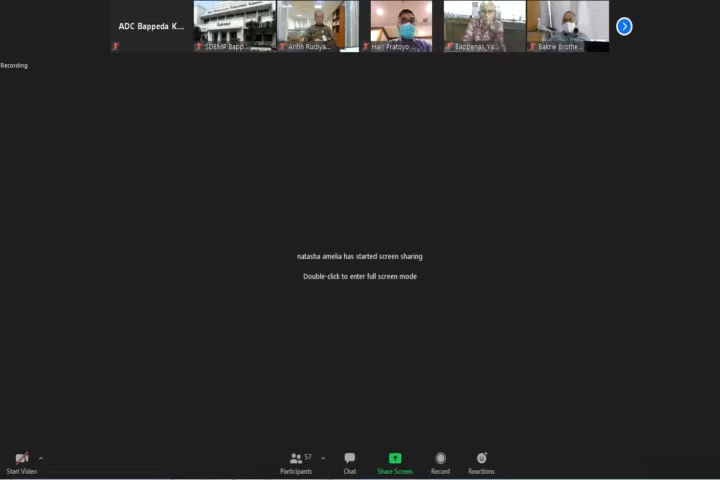 ADC Bappeda K...
SDEMP Bapp...
Arifin Rudiya...
Hari Pratoyo ...
Bappenas_Ya...
Bakrie Brothe...
Recording
natasha amelia has started screen sharing
Double-click to enter full screen mode
57
Start Video
Participants
Chat
Share Screen
Record
Reactions